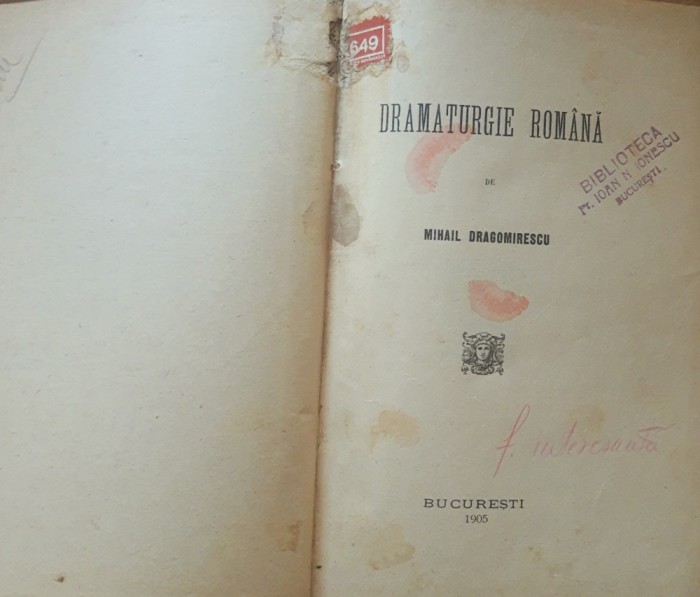 649
DRAMATURGIE ROMÂNĂ
BIBLIOTECA
Pr. IOAN N IONESCU
BUCUREȘTI
DE
MIHAIL DRAGOMIRESCU
f. interesantă
BUCUREȘTI
1905